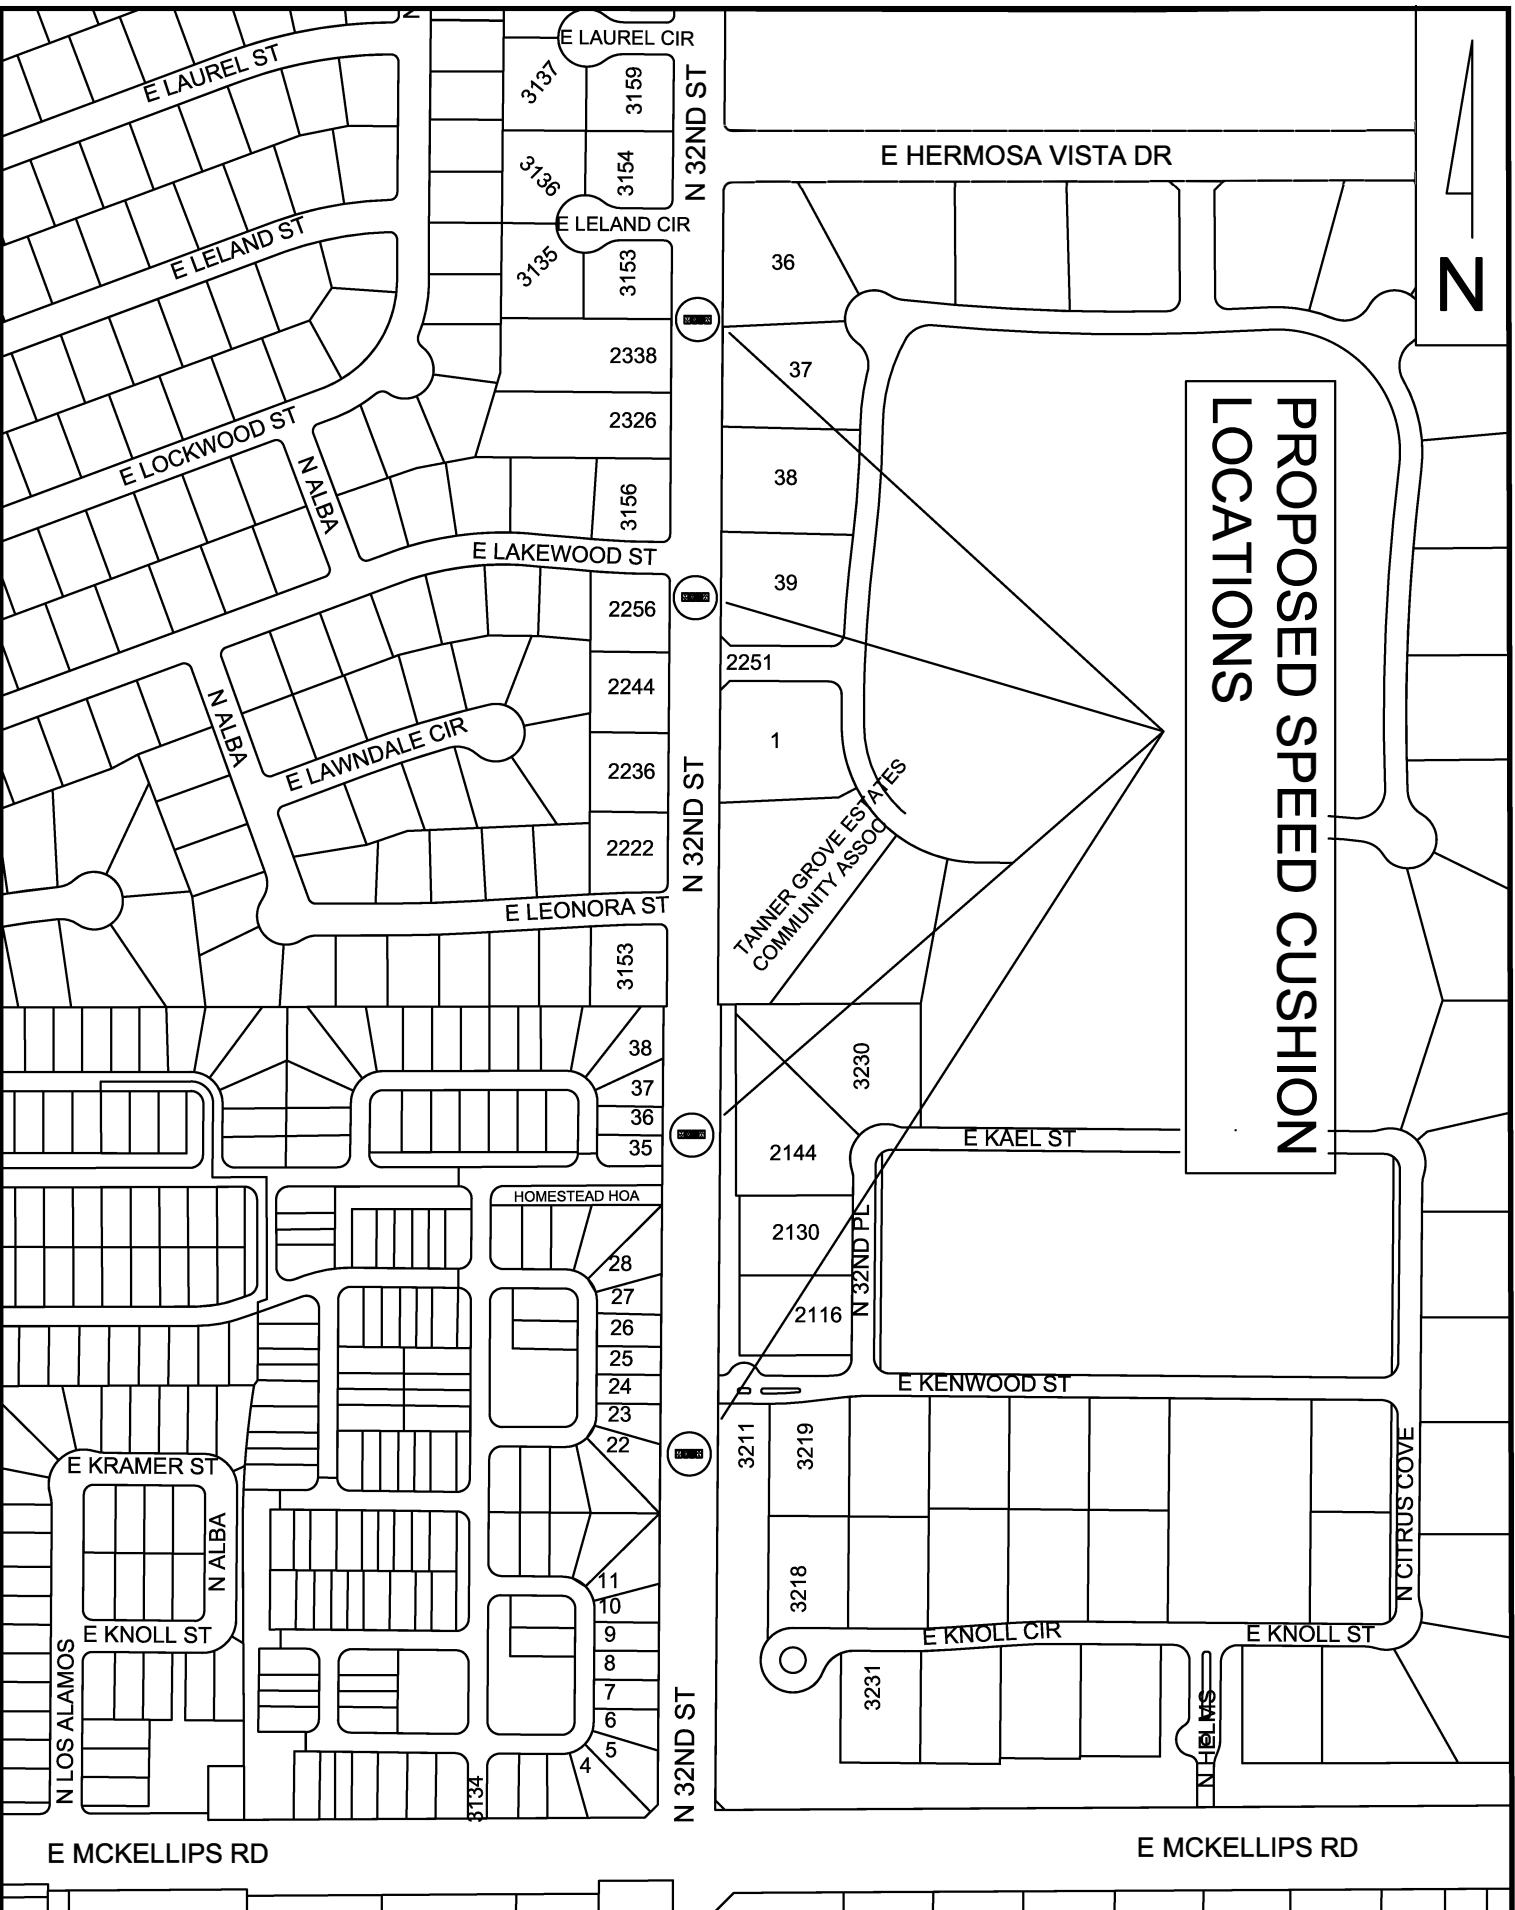 N
E LAUREL CIR
E LAUREL ST
3137
3159
N 32ND ST
E HERMOSA VISTA DR
3136
3154
E LELAND CIR
E LELAND ST
3135
3153
36
N
2338
37
2326
E LOCKWOOD ST
N ALBA
3156
38
PROPOSED SPEED CUSHION
LOCATIONS
E LAKEWOOD ST
2256
39
2251
2244
N ALBA
E LAWNDALE CIR
1
2236
N 32ND ST
2222
TANNER GROVE ESTATES
COMMUNITY ASSOC
E LEONORA ST
3153
38
37
36
35
3230
2144
E KAEL ST
HOMESTEAD HOA
2130
N 32ND PL
28
27
26
25
24
23
22
2116
E KENWOOD ST
3211
3219
E KRAMER ST
N ALBA
N CITRUS COVE
11
10
9
8
7
6
5
4
3218
E KNOLL ST
E KNOLL CIR
E KNOLL ST
3231
N LOS ALAMOS
N 32ND ST
N HELMS
3134
E MCKELLIPS RD
E MCKELLIPS RD